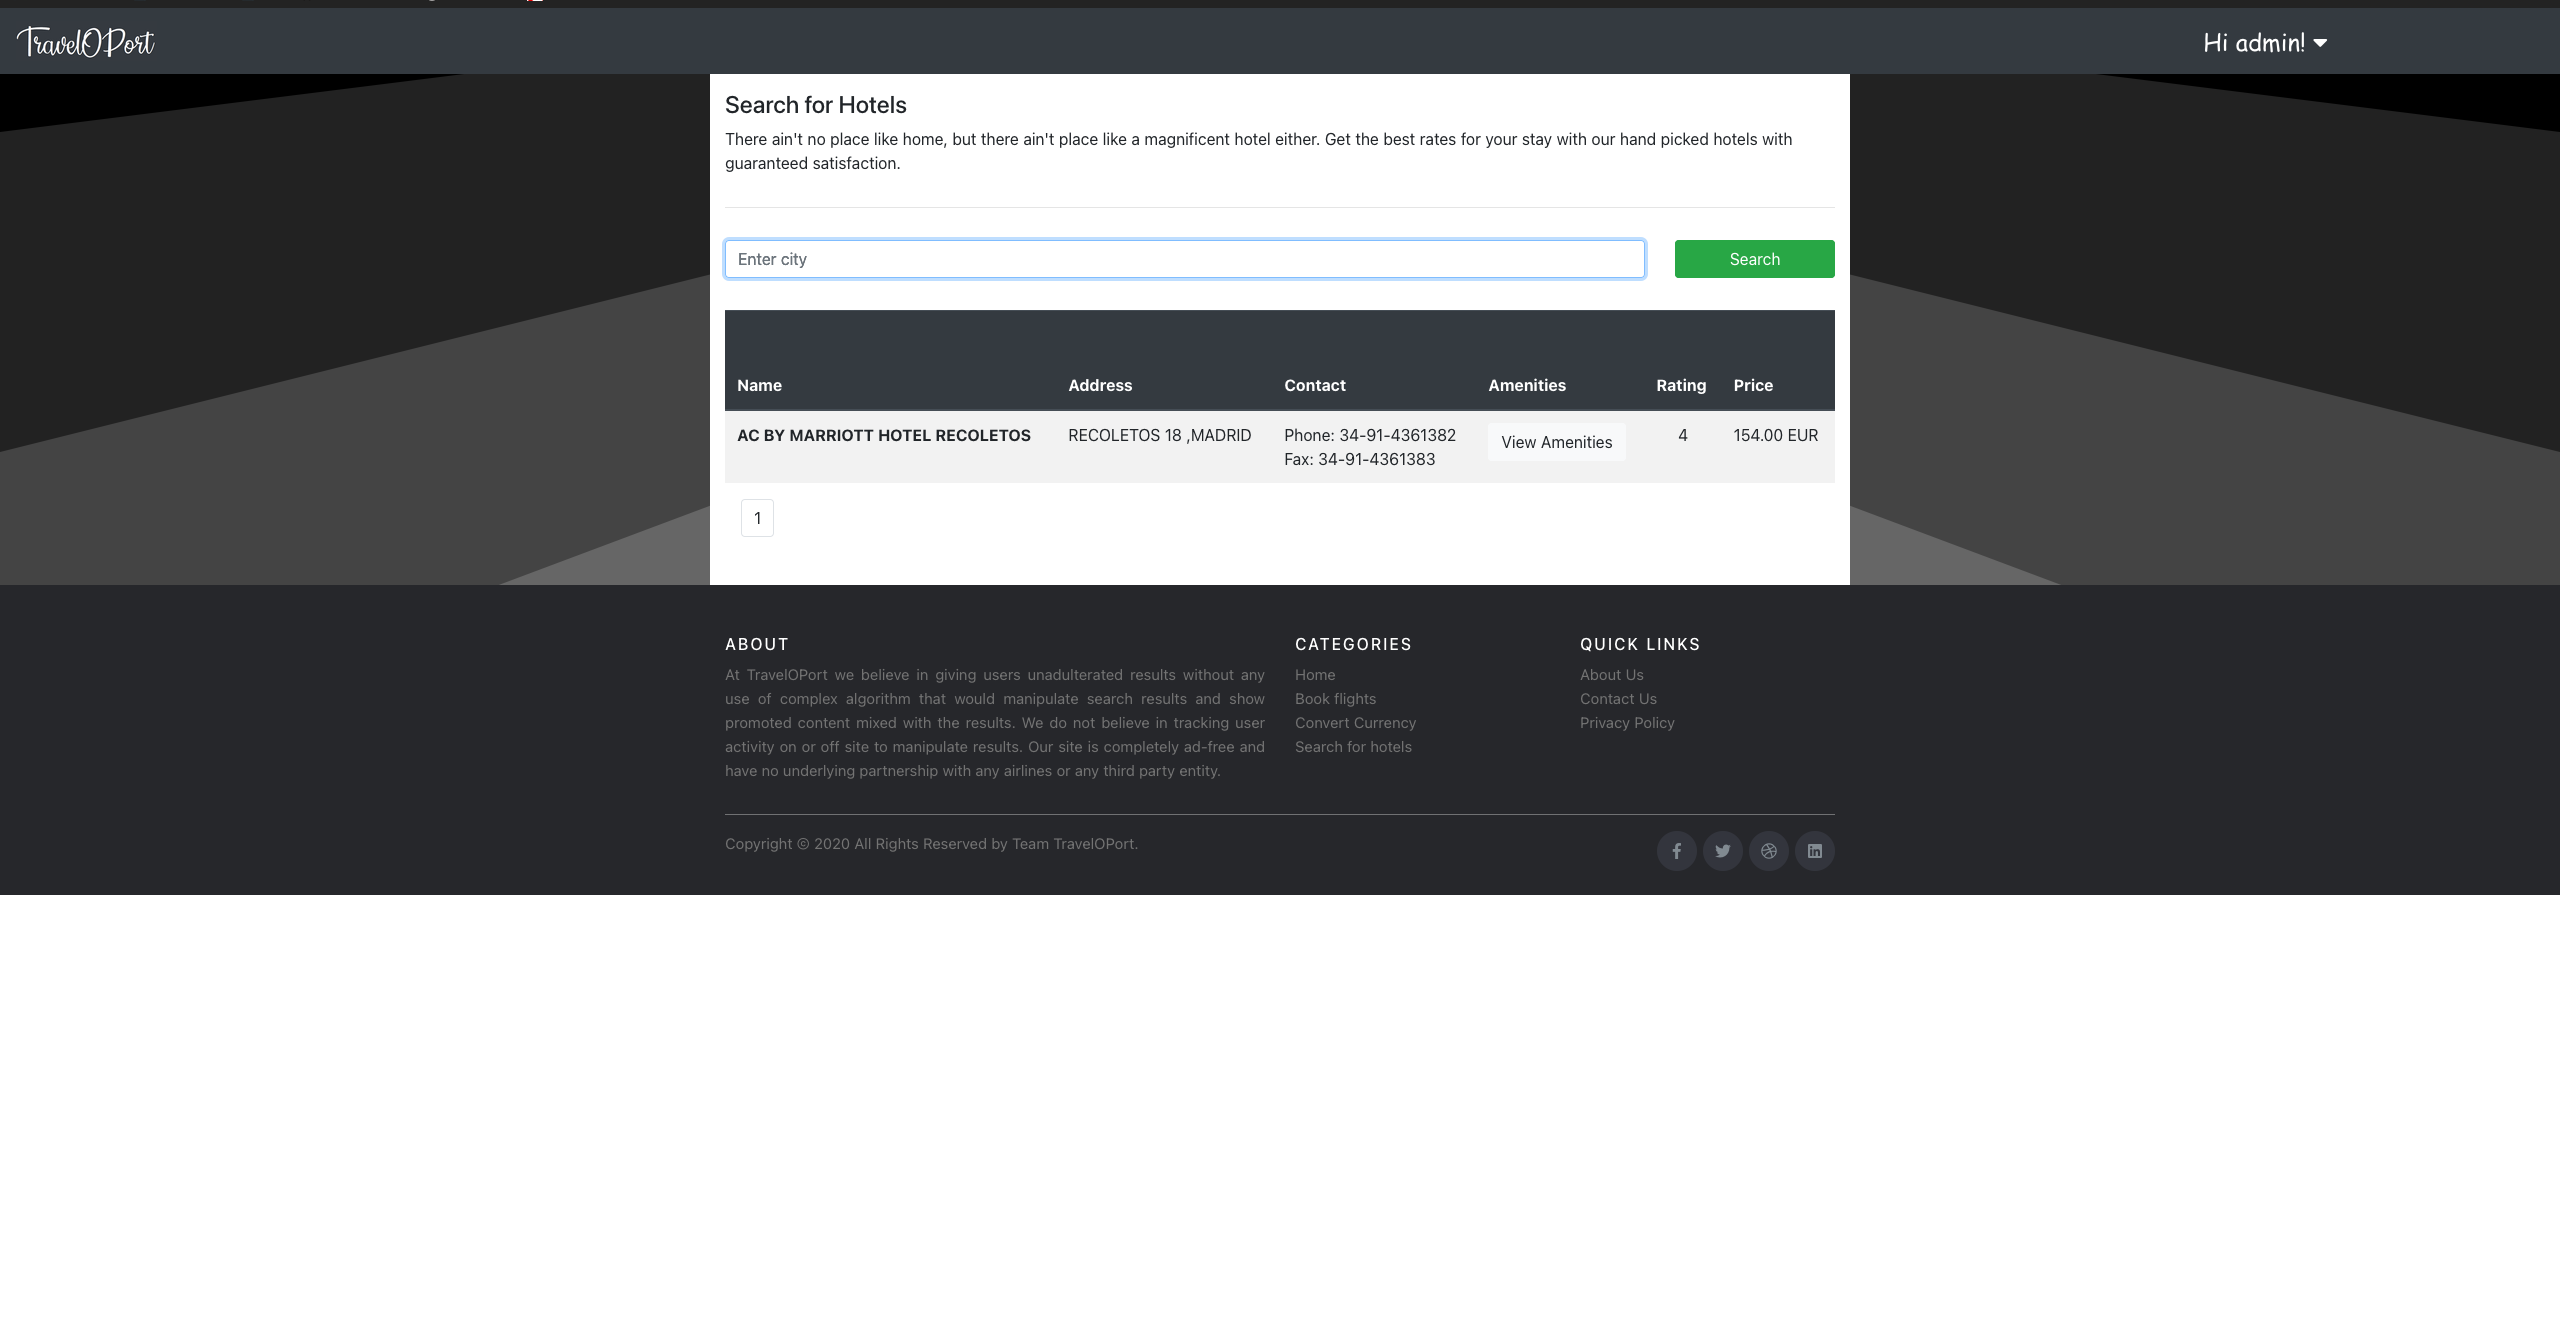 TravelOPort
Hi admin!
Search for Hotels
There ain't no place like home, but there ain't place like a magnificent hotel either. Get the best rates for your stay with our hand picked hotels with
guaranteed satisfaction.
Enter city
Search
Name Address Contact Amenities Rating Price
AC BY MARRIOTT HOTEL RECOLETOS RECOLETOS 18 ,MADRID Phone: 34-91-4361382 View Amenities 4 154.00 EUR
Fax: 34-91-4361383
1
ABOUT
At TravelOPort we believe in giving users unadulterated results without any
use of complex algorithm that would manipulate search results and show
promoted content mixed with the results. We do not believe in tracking user
activity on or off site to manipulate results. Our site is completely ad-free and
have no underlying partnership with any airlines or any third party entity.
CATEGORIES
Home
Book flights
Convert Currency
Search for hotels
QUICK LINKS
About Us
Contact Us
Privacy Policy
Copyright © 2020 All Rights Reserved by Team TravelOPort.